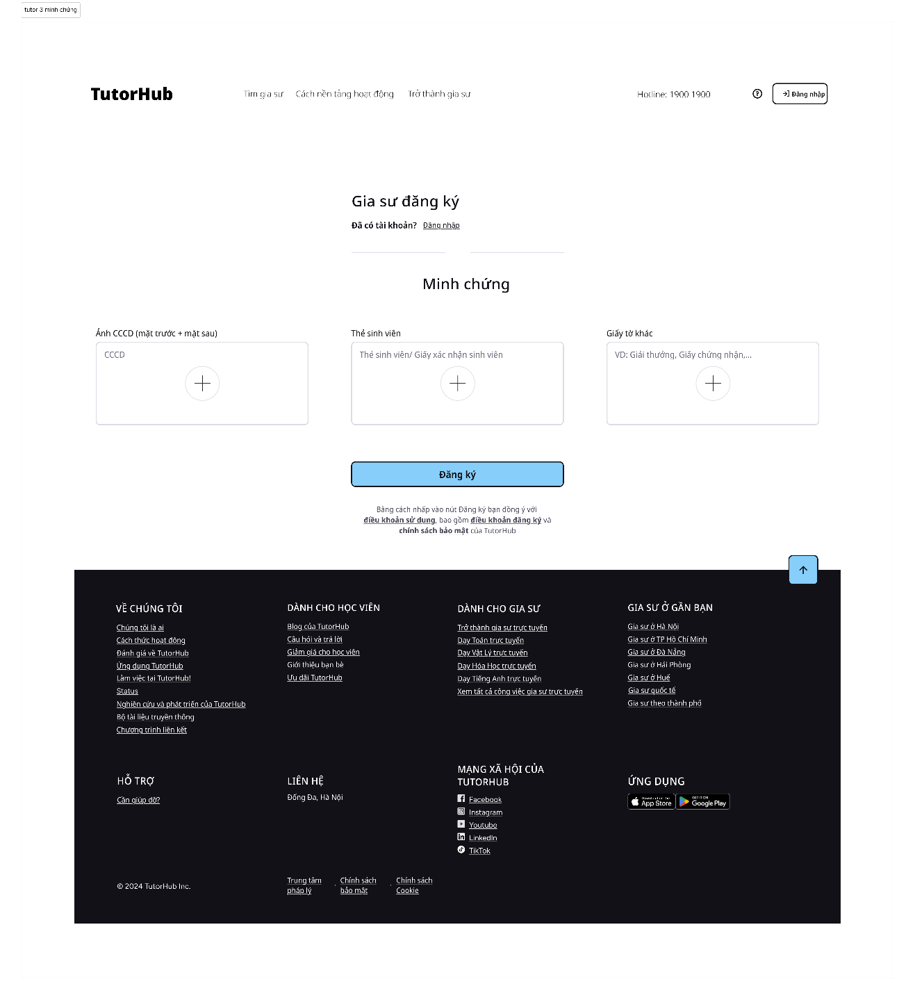 tutor 3 minh chứng
TutorHub
Tìm gia sư
Cách nền tảng hoạt động
Trở thành gia sư
Hotline: 1900 1900
Đăng nhập
Gia sư đăng ký
Đã có tài khoản? Đăng nhập
Minh chứng
Ảnh CCCD (mặt trước + mặt sau)
CCCD
Thẻ sinh viên
Thẻ sinh viên/ Giấy xác nhận sinh viên
Giấy tờ khác
VD: Giải thưởng, Giấy chứng nhận,...
Đăng ký
Bằng cách nhấp vào nút Đăng ký bạn đồng ý với
điều khoản sử dụng, bao gồm điều khoản đăng ký và
chính sách bảo mật của TutorHub
VỀ CHÚNG TÔI
Chúng tôi là ai
Cách thức hoạt động
Đánh giá về TutorHub
Ứng dụng TutorHub
Làm việc tại TutorHub!
Status
Nghiên cứu và phát triển của TutorHub
Bộ tài liệu truyền thông
Chương trình liên kết
DÀNH CHO HỌC VIÊN
Blog của TutorHub
Câu hỏi và trả lời
Giảm giá cho học viên
Giới thiệu bạn bè
Ưu đãi TutorHub
DÀNH CHO GIA SƯ
Trở thành gia sư trực tuyến
Dạy Toán trực tuyến
Dạy Vật Lý trực tuyến
Dạy Hóa Học trực tuyến
Dạy Tiếng Anh trực tuyến
Xem tất cả công việc gia sư trực tuyến
GIA SƯ Ở GẦN BẠN
Gia sư ở Hà Nội
Gia sư ở TP Hồ Chí Minh
Gia sư ở Đà Nẵng
Gia sư ở Hải Phòng
Gia sư ở Huế
Gia sư quốc tế
Gia sư theo thành phố
HỖ TRỢ
Cần giúp đỡ?
LIÊN HỆ
Đống Đa, Hà Nội
MẠNG XÃ HỘI CỦA
TUTORHUB
Facebook
Instagram
Youtube
LinkedIn
TikTok
ỨNG DỤNG
Download on the
App Store
GET IT ON
Google Play
© 2024 TutorHub Inc.
Trung tâm
pháp lý
· Chính sách
bảo mật
· Chính sách
Cookie